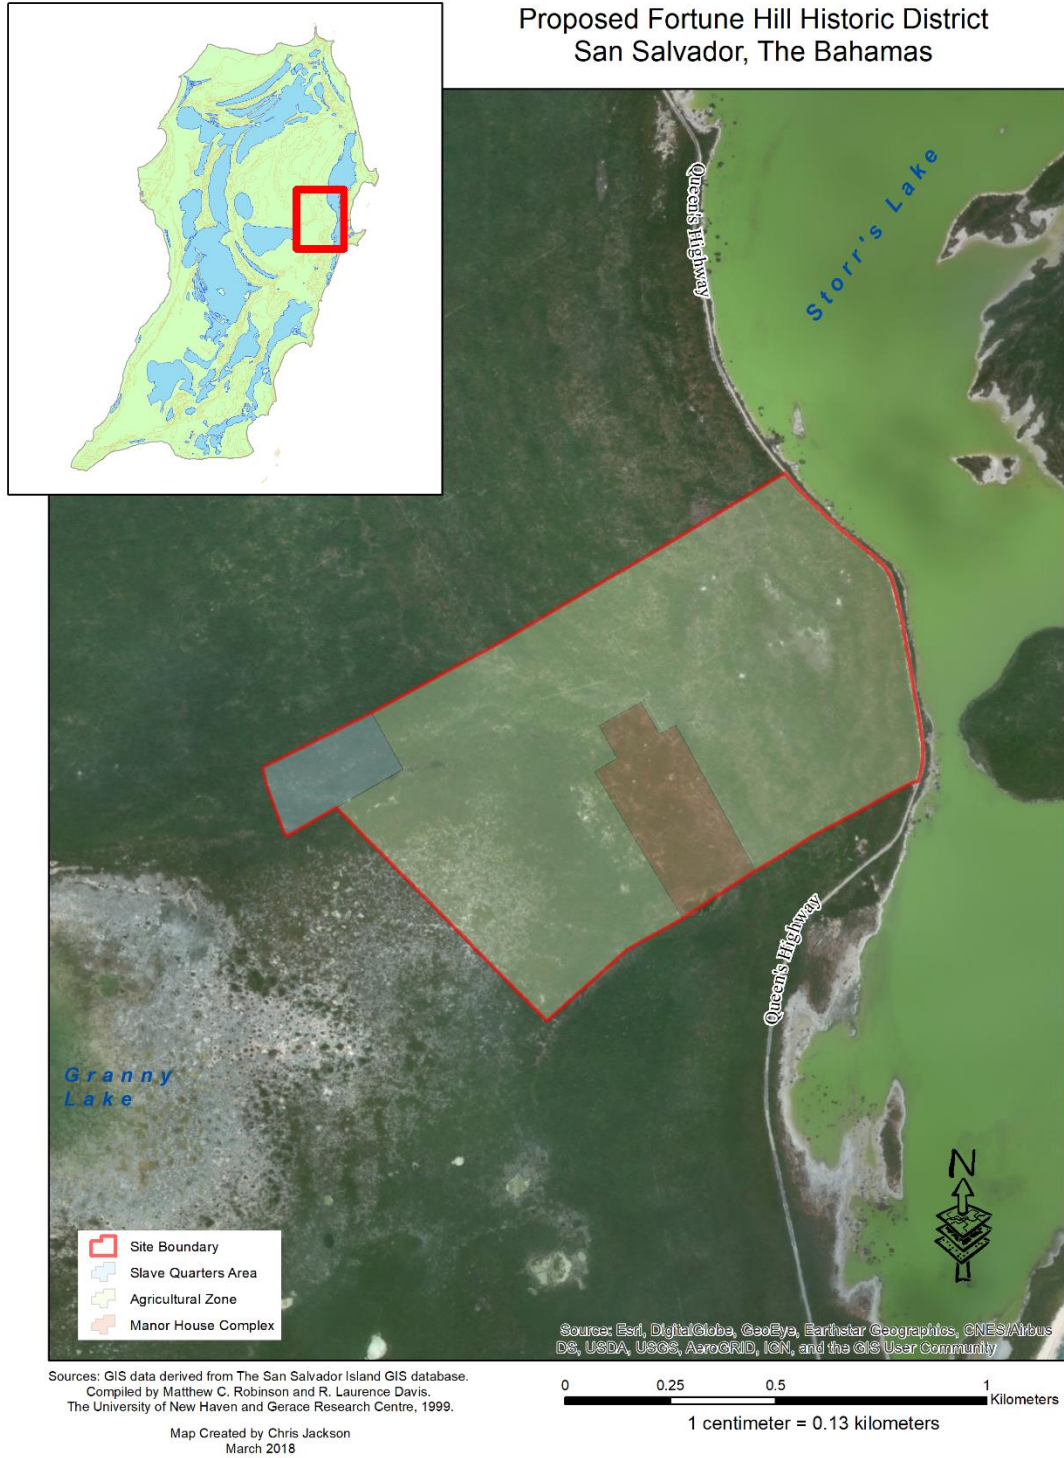 Proposed Fortune Hill Historic District
San Salvador, The Bahamas
Queen's Highway
Storr's Lake
Queen's Highway
Granny
Lake
N
Site Boundary
Slave Quarters Area
Agricultural Zone
Manor House Complex
Source: Esri, DigitalGlobe, GeoEye, Earthstar Geographics, CNES/Airbus
DS, USDA, USGS, AeroGRID, IGN, and the GIS User Community
Sources: GIS data derived from The San Salvador Island GIS database.
Compiled by Matthew C. Robinson and R. Laurence Davis.
The University of New Haven and Gerace Research Centre, 1999.
Map Created by Chris Jackson
March 2018
0 0.25 0.5 1
Kilometers
1 centimeter = 0.13 kilometers